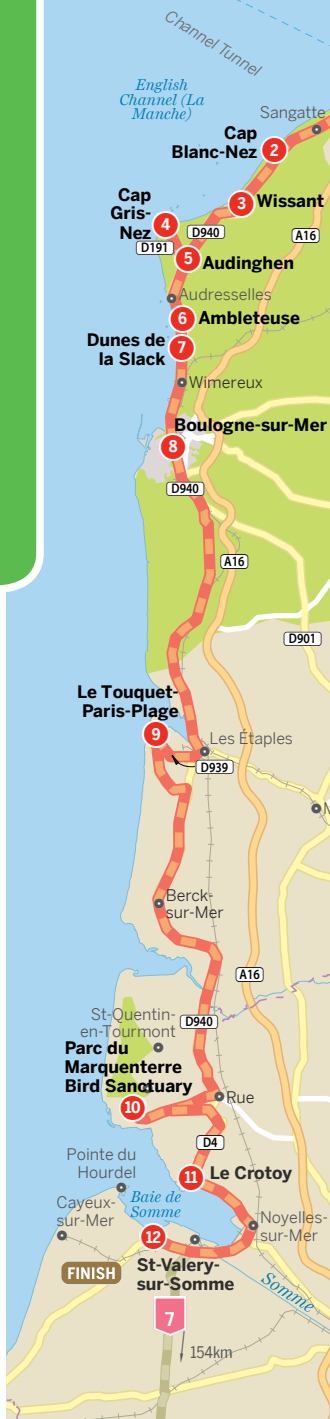 Channel Tunnel
English
Channel (La
Manche)
Sangatte
Cap
Blanc-Nez
2
Cap
Gris-
Nez
4
3
Wissant
D940
A16
D191
5
Audinghen
Audresselles
6
Ambleteuse
Dunes de
la Slack
7
Wimereux
Boulogne-sur-Mer
8
D940
A16
D901
Le Touquet-
Paris-Plage
9
Les Étaples
D939
Berck-
sur-Mer
A16
St-Quentin-
en-Tourmont
D940
Parc du
Marquenterre
Bird Sanctuary
10
Rue
D4
Pointe du
Hourdel
11
Le Crotoy
Cayeux-
sur-Mer
Baie de
Somme
Noyelles-
sur-Mer
12
St-Valery-
sur-Somme
FINISH
Somme
7
154km